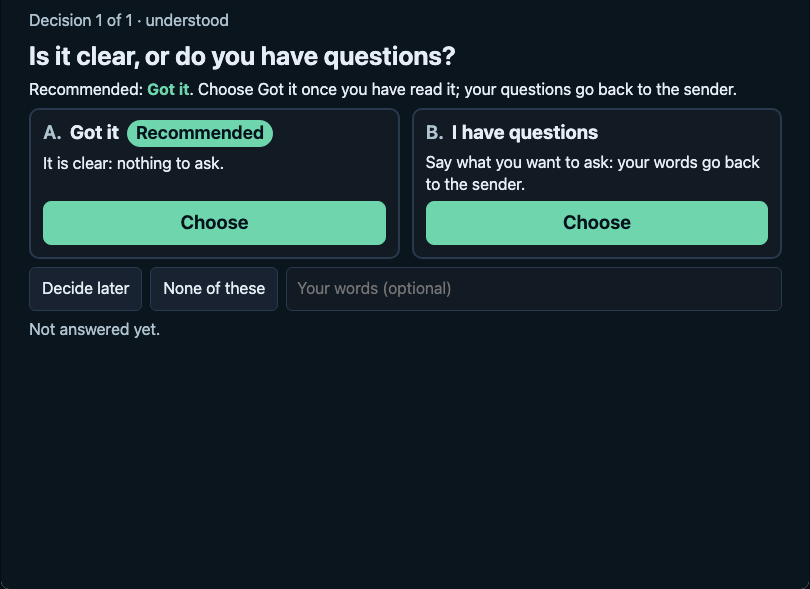 Decision 1 of 1 · understood
Is it clear, or do you have questions?
Recommended: Got it. Choose Got it once you have read it; your questions go back to the sender.
A. Got it Recommended
It is clear: nothing to ask.
Choose
B. I have questions
Say what you want to ask: your words go back
to the sender.
Choose
Decide later
None of these
Your words (optional)
Not answered yet.